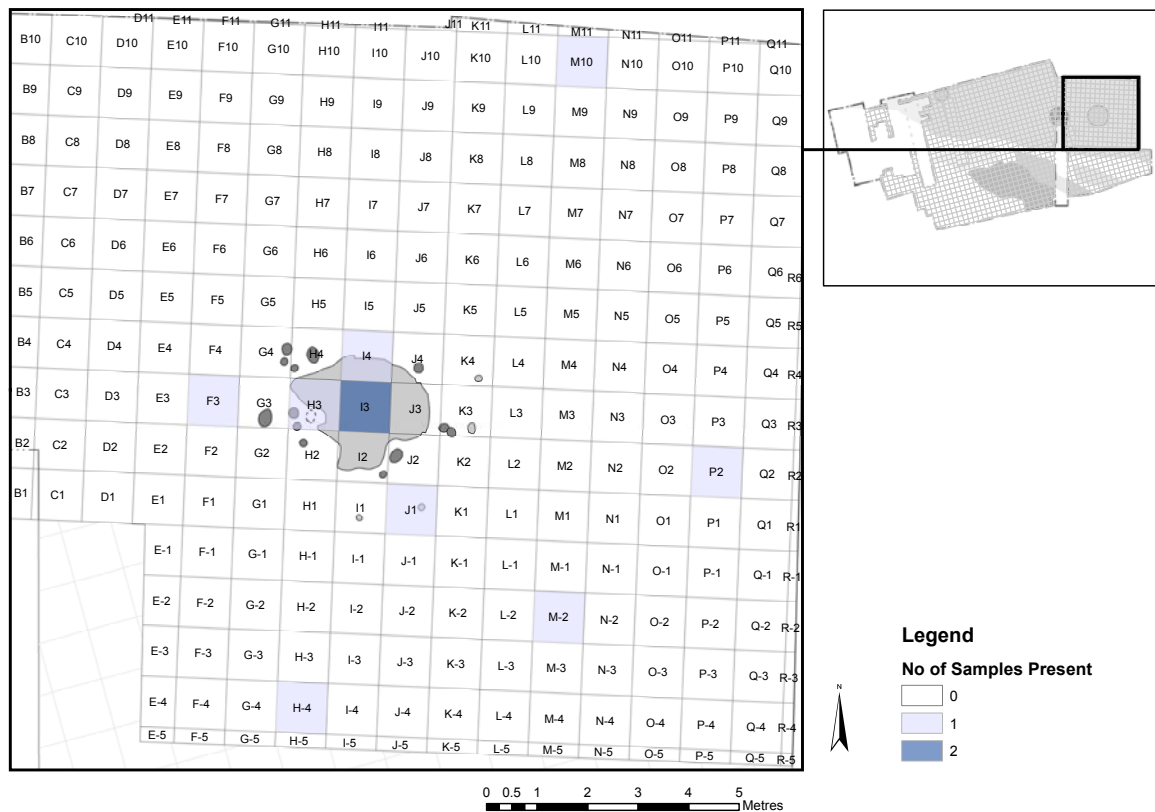 D11 E11 F11 G11 H11 I11 J11 K11 L11 M11 N11 O11 P11 Q11
B10 C10 D10 E10 F10 G10 H10 I10 J10 K10 L10 M10 N10 O10 P10 Q10
B9 C9 D9 E9 F9 G9 H9 I9 J9 K9 L9 M9 N9 O9 P9 Q9
B8 C8 D8 E8 F8 G8 H8 I8 J8 K8 L8 M8 N8 O8 P8 Q8
B7 C7 D7 E7 F7 G7 H7 I7 J7 K7 L7 M7 N7 O7 P7 Q7
B6 C6 D6 E6 F6 G6 H6 I6 J6 K6 L6 M6 N6 O6 P6 Q6 R6
B5 C5 D5 E5 F5 G5 H5 I5 J5 K5 L5 M5 N5 O5 P5 Q5 R5
B4 C4 D4 E4 F4 G4 H4 I4 J4 K4 L4 M4 N4 O4 P4 Q4 R4
B3 C3 D3 E3 F3 G3 H3 I3 J3 K3 L3 M3 N3 O3 P3 Q3 R3
B2 C2 D2 E2 F2 G2 H2 I2 J2 K2 L2 M2 N2 O2 P2 Q2 R2
B1 C1 D1 E1 F1 G1 H1 I1 J1 K1 L1 M1 N1 O1 P1 Q1 R1
E-1 F-1 G-1 H-1 I-1 J-1 K-1 L-1 M-1 N-1 O-1 P-1 Q-1 R-1
E-2 F-2 G-2 H-2 I-2 J-2 K-2 L-2 M-2 N-2 O-2 P-2 Q-2 R-2
E-3 F-3 G-3 H-3 I-3 J-3 K-3 L-3 M-3 N-3 O-3 P-3 Q-3 R-3
E-4 F-4 G-4 H-4 I-4 J-4 K-4 L-4 M-4 N-4 O-4 P-4 Q-4 R-4
E-5 F-5 G-5 H-5 I-5 J-5 K-5 L-5 M-5 N-5 O-5 P-5 Q-5 R-5
Legend
No of Samples Present
0
1
2
N
0 0.5 1 2 3 4 5
Metres